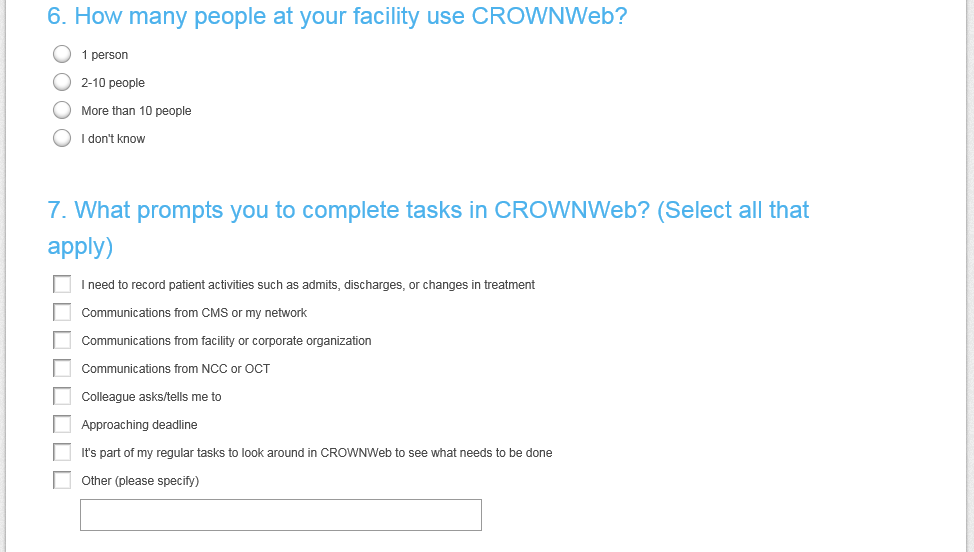 6. How many people at your facility use CROWNWeb?
1 person
2-10 people
More than 10 people
I don't know
7. What prompts you to complete tasks in CROWNWeb? (Select all that
apply)
I need to record patient activities such as admits, discharges, or changes in treatment
Communications from CMS or my network
Communications from facility or corporate organization
Communications from NCC or OCT
Colleague asks/tells me to
Approaching deadline
It's part of my regular tasks to look around in CROWNWeb to see what needs to be done
Other (please specify)